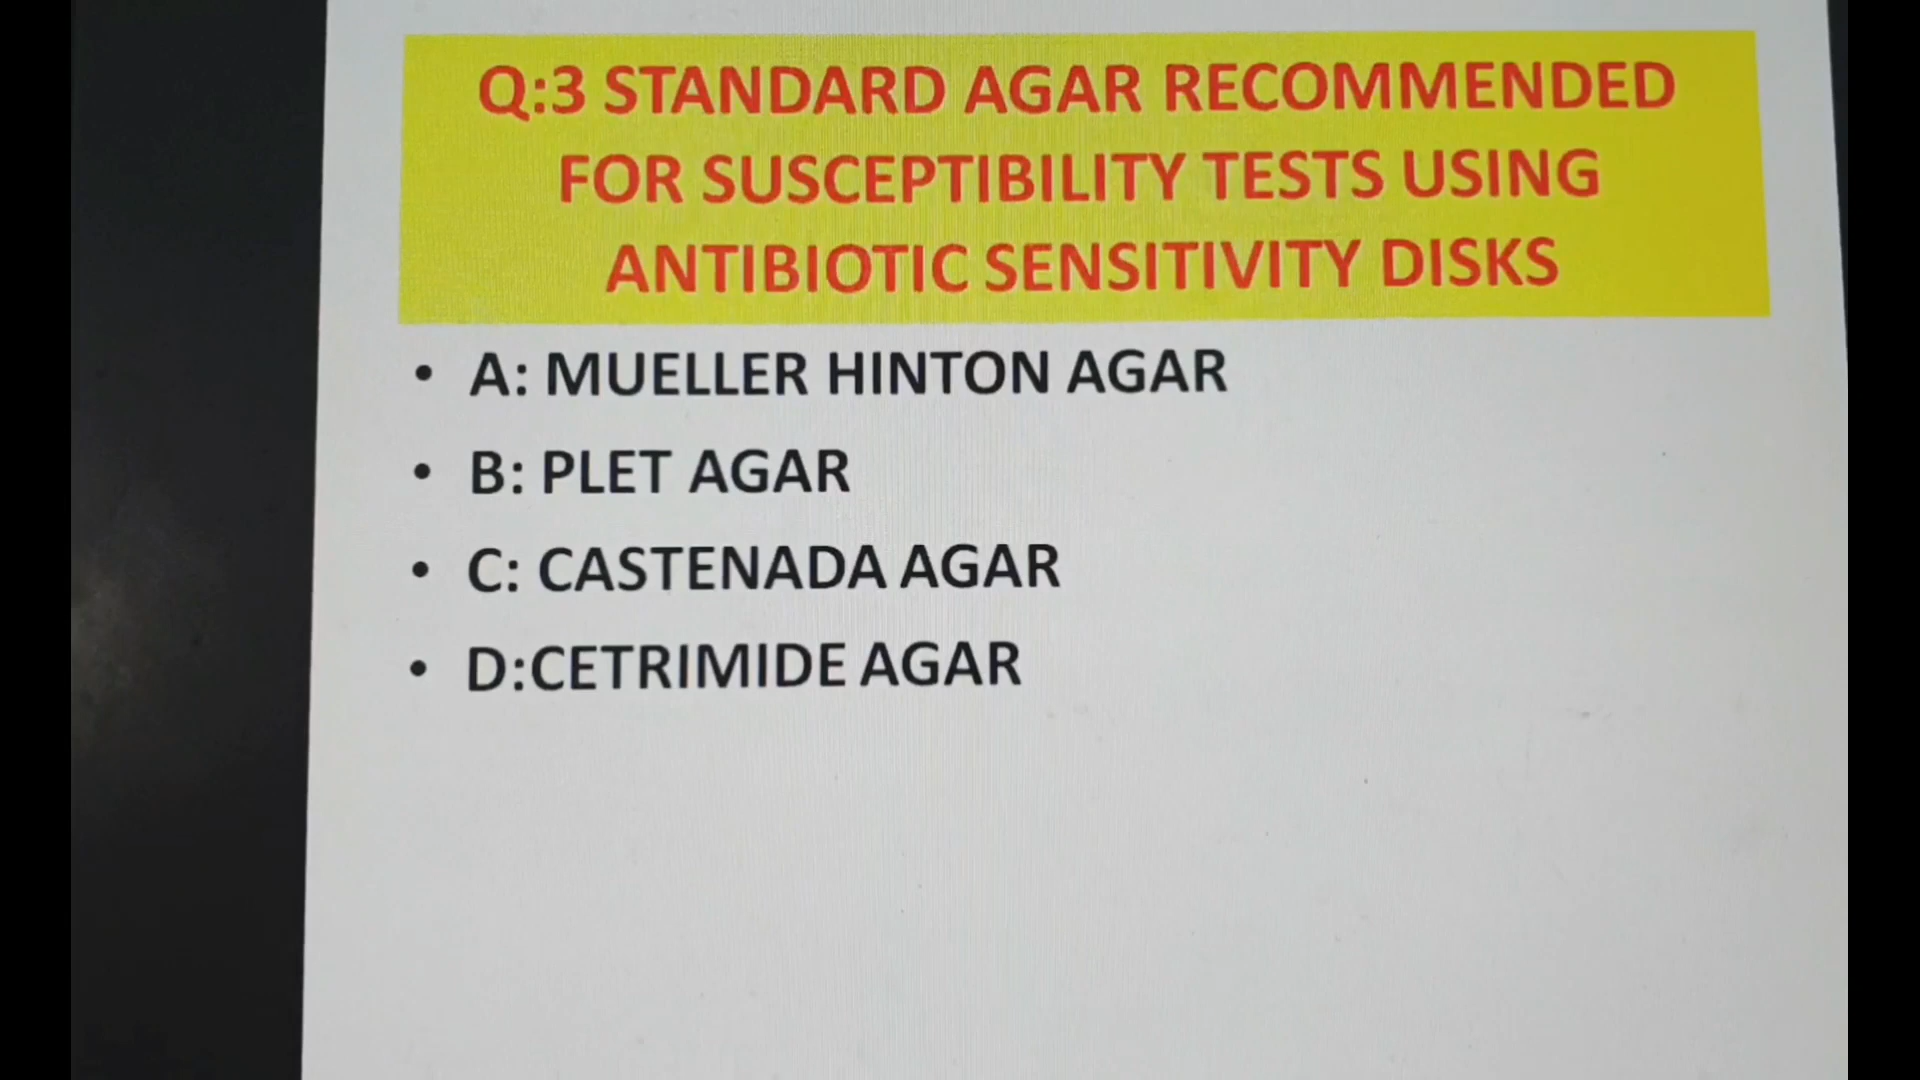 Q:3 STANDARD AGAR RECOMMENDED
FOR SUSCEPTIBILITY TESTS USING
ANTIBIOTIC SENSITIVITY DISKS
• A: MUELLER HINTON AGAR
• B: PLET AGAR
• C: CASTENADA AGAR
• D:CETRIMIDE AGAR